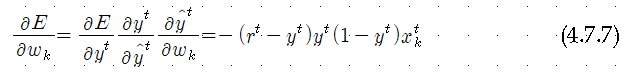 ∂E/∂w_k = ∂E/∂y^t ∂y^t/∂ŷ^t ∂ŷ^t/∂w_k = −(r^t − y^t)y^t(1 − y^t)x_k^t (4.7.7)